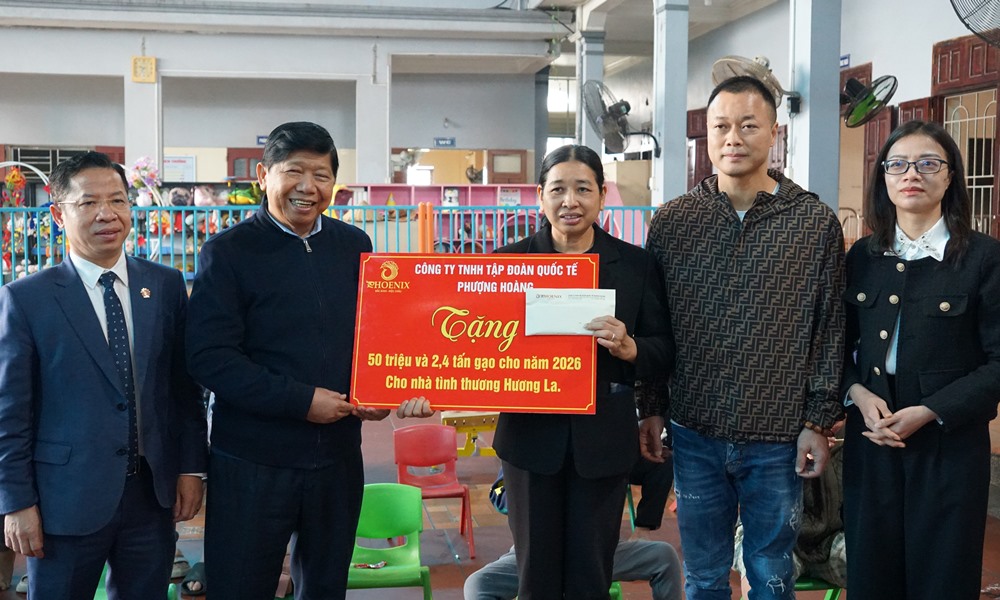 PHOENIX
CÔNG TY TNHH TẬP ĐOÀN QUỐC TẾ
PHƯỢNG HOÀNG
Tặng
50 triệu và 2,4 tấn gạo cho năm 2026
Cho nhà tình thương Hương La.